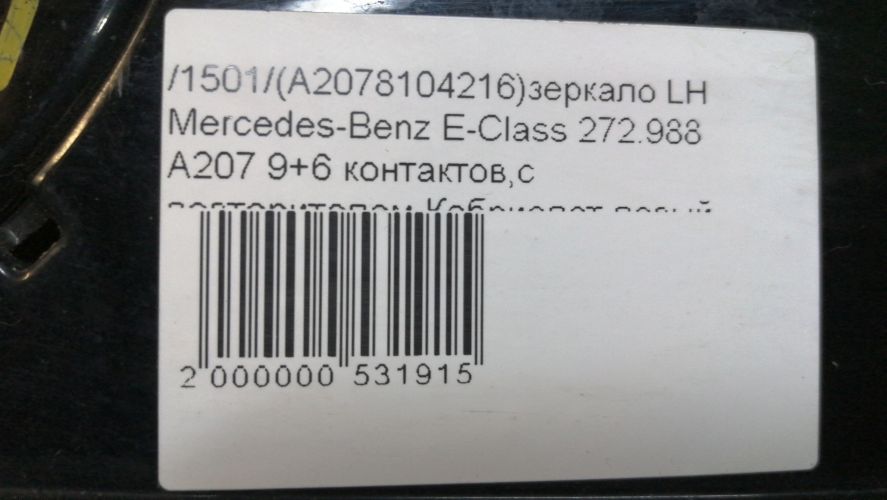 /1501/(A2078104216)зеркало LH
Mercedes-Benz E-Class 272.988
A207 9+6 контактов,с
2 000000 531915